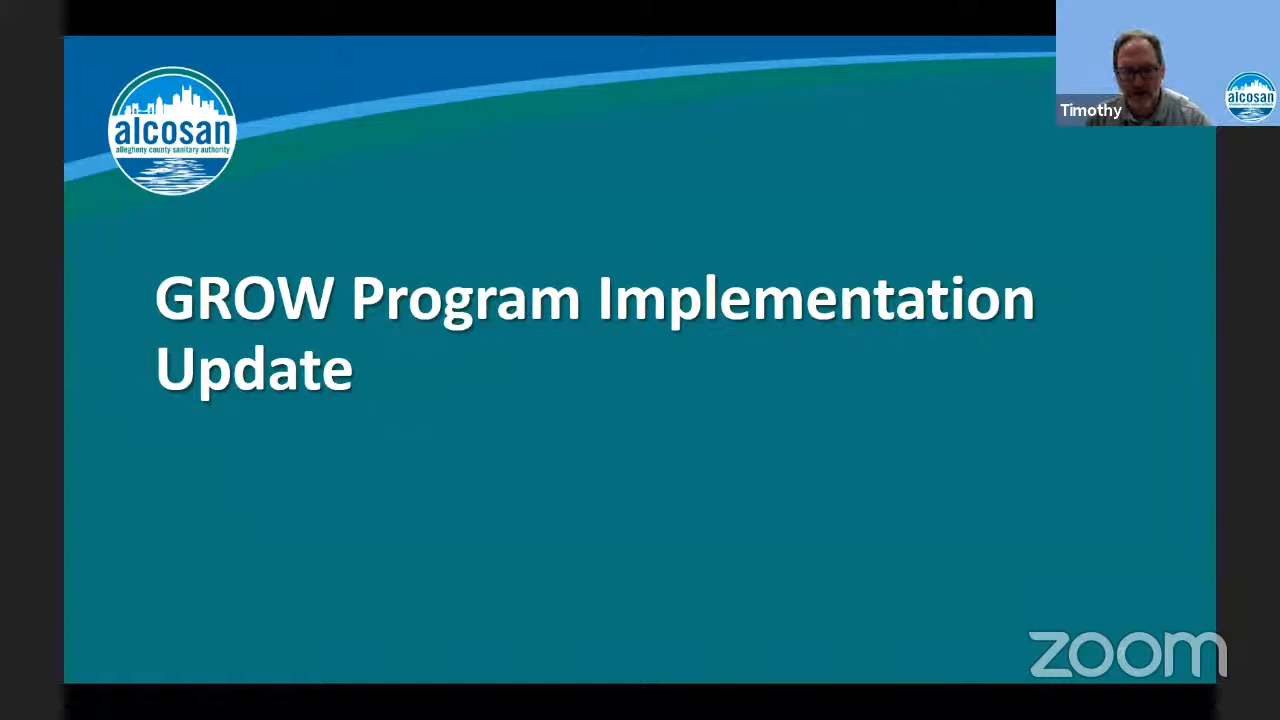 alcosan
allegheny county sanitary authority
Timothy
alcosan
GROW Program Implementation
Update
zoom